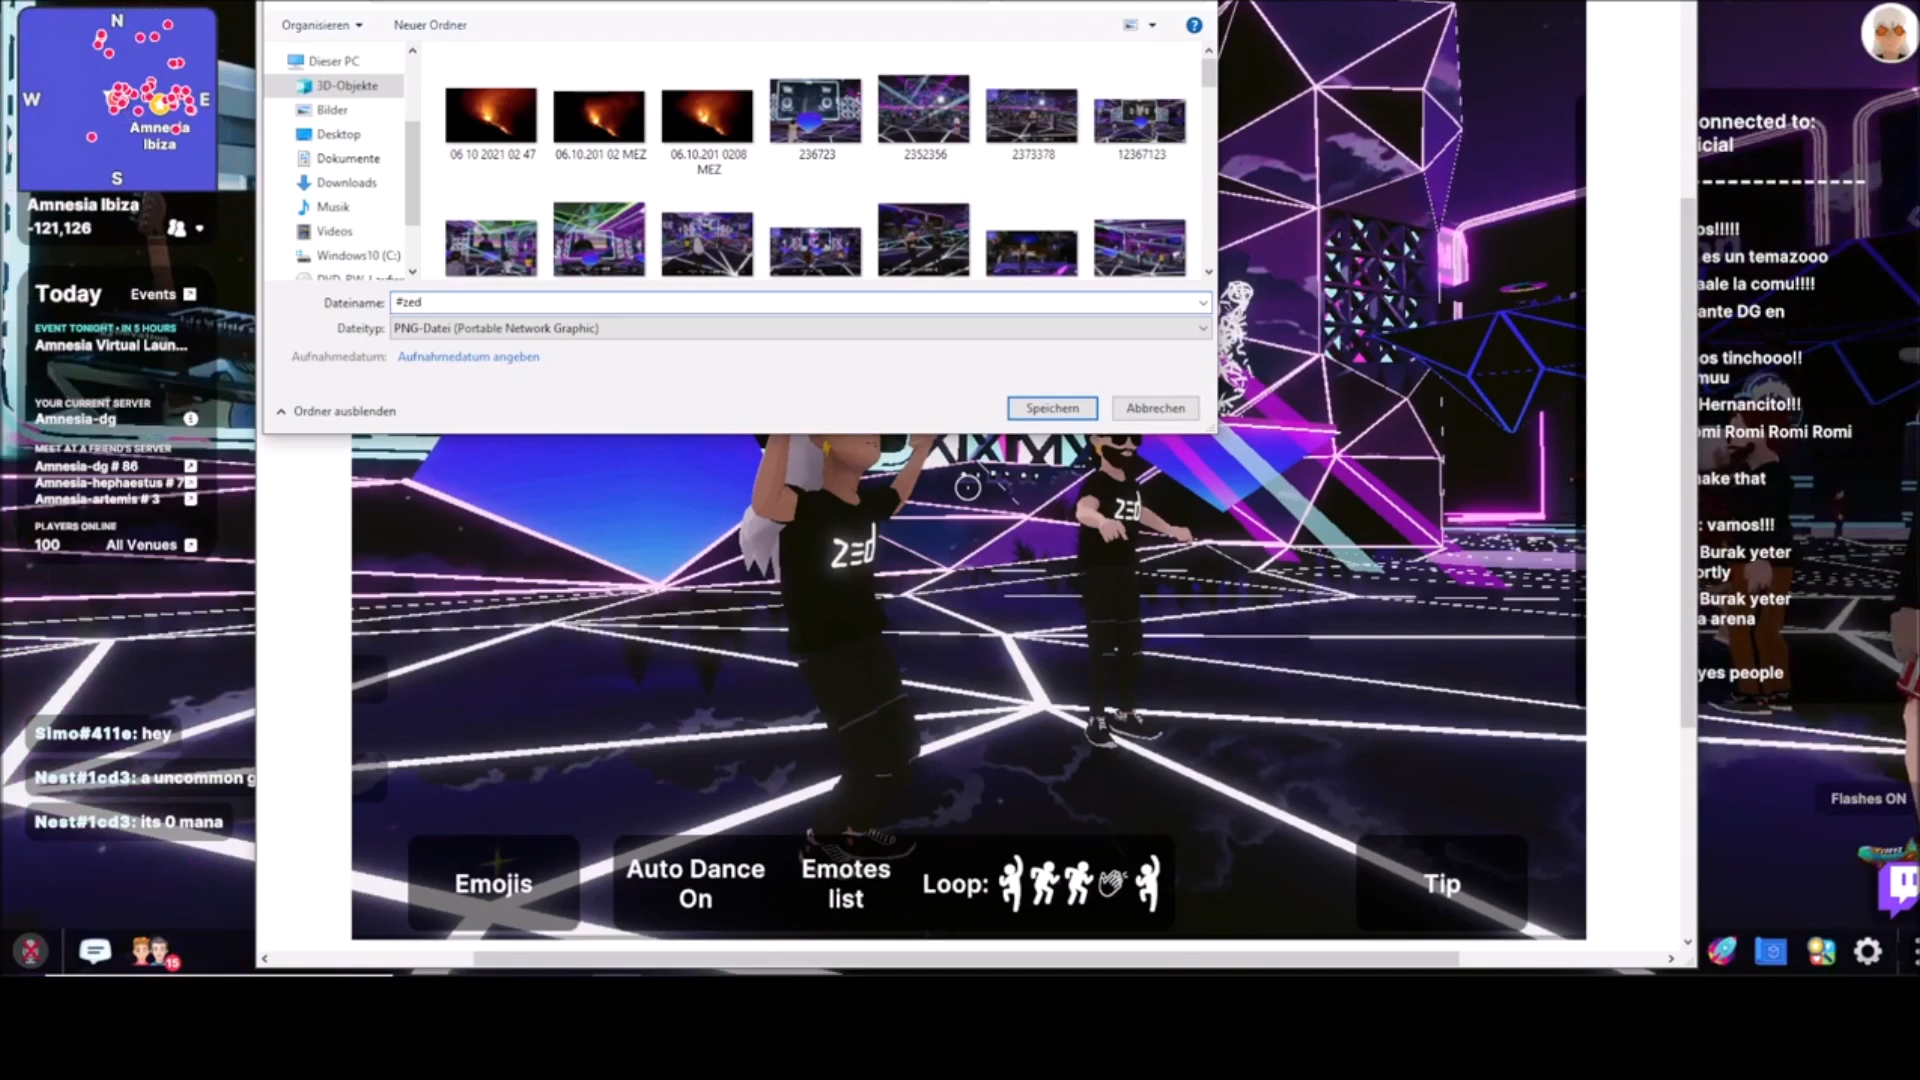 N
W
E
Amnesia
Ibiza
S
Amnesia Ibiza
-121,126
Today
Events
EVENT TONIGHT • IN 5 HOURS
Amnesia Virtual Laun...
YOUR CURRENT SERVER
Amnesia-dg
MEET AT A FRIEND'S SERVER
Amnesia-dg # 86
Amnesia-hephaestus # 7
Amnesia-artemis # 3
PLAYERS ONLINE
100
All Venues
Simo#411e: hey
Nest#1cd3: a uncommon g
Nest#1cd3: its 0 mana
15
Organisieren
Neuer Ordner
?
Dieser PC
3D-Objekte
Bilder
Desktop
Dokumente
Downloads
Musik
Videos
Windows10 (C:)
06 10 2021 02 47
06.10.201 02 MEZ
06.10.201 0208
MEZ
236723
2352356
2373378
12367123
Dateiname: #zed
Dateityp: PNG-Datei (Portable Network Graphic)
Aufnahmedatum: Aufnahmedatum angeben
Ordner ausblenden
Speichern
Abbrechen
zed
zed
Emojis
Auto Dance
On
Emotes
list
Loop:
Tip
onnected to:
icial
os!!!!!
es un temazooo
aale la comu!!!!
ante DG en
os tinchooo!!
muu
Hernancito!!!
omi Romi Romi Romi
ake that
: vamos!!!
Burak yeter
ortly
Burak yeter
a arena
yes people
Flashes ON